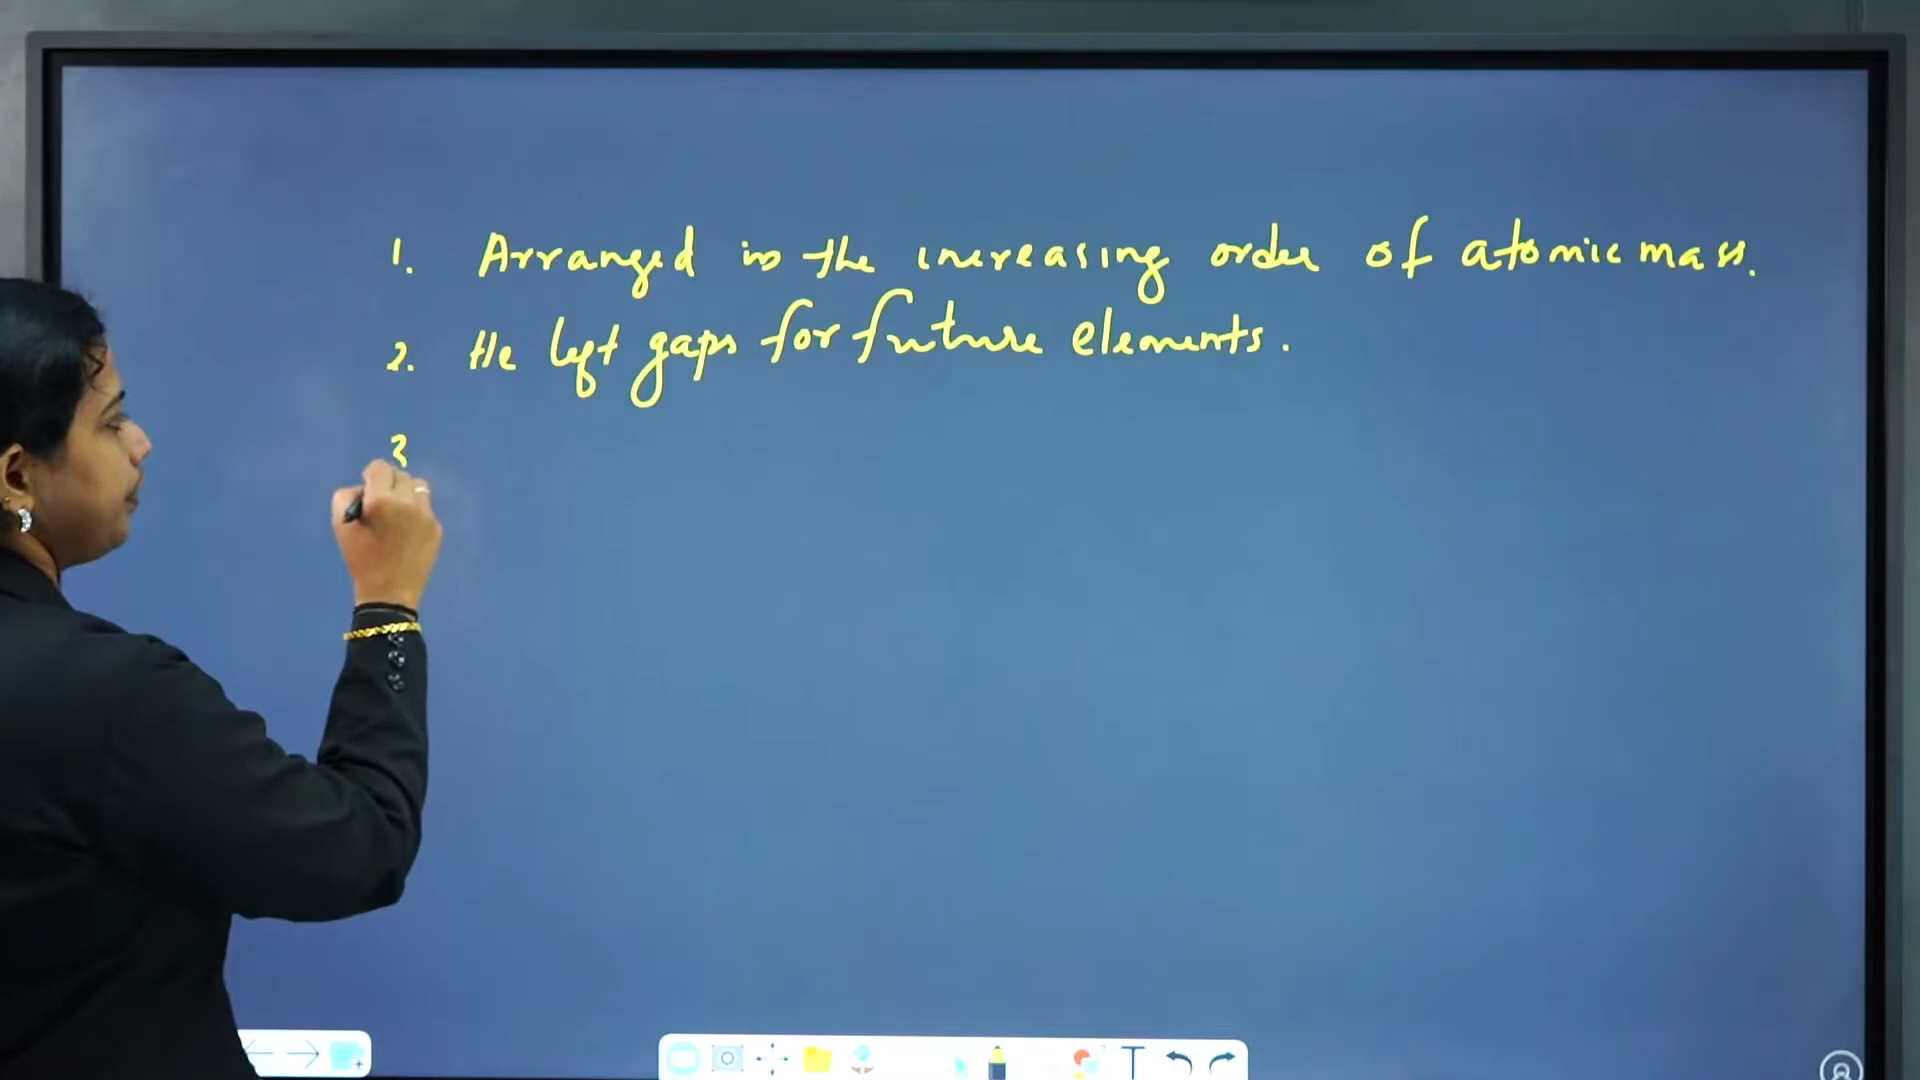 1. Arranged in the increasing order of atomic mass.
2. He left gaps for future elements.
3